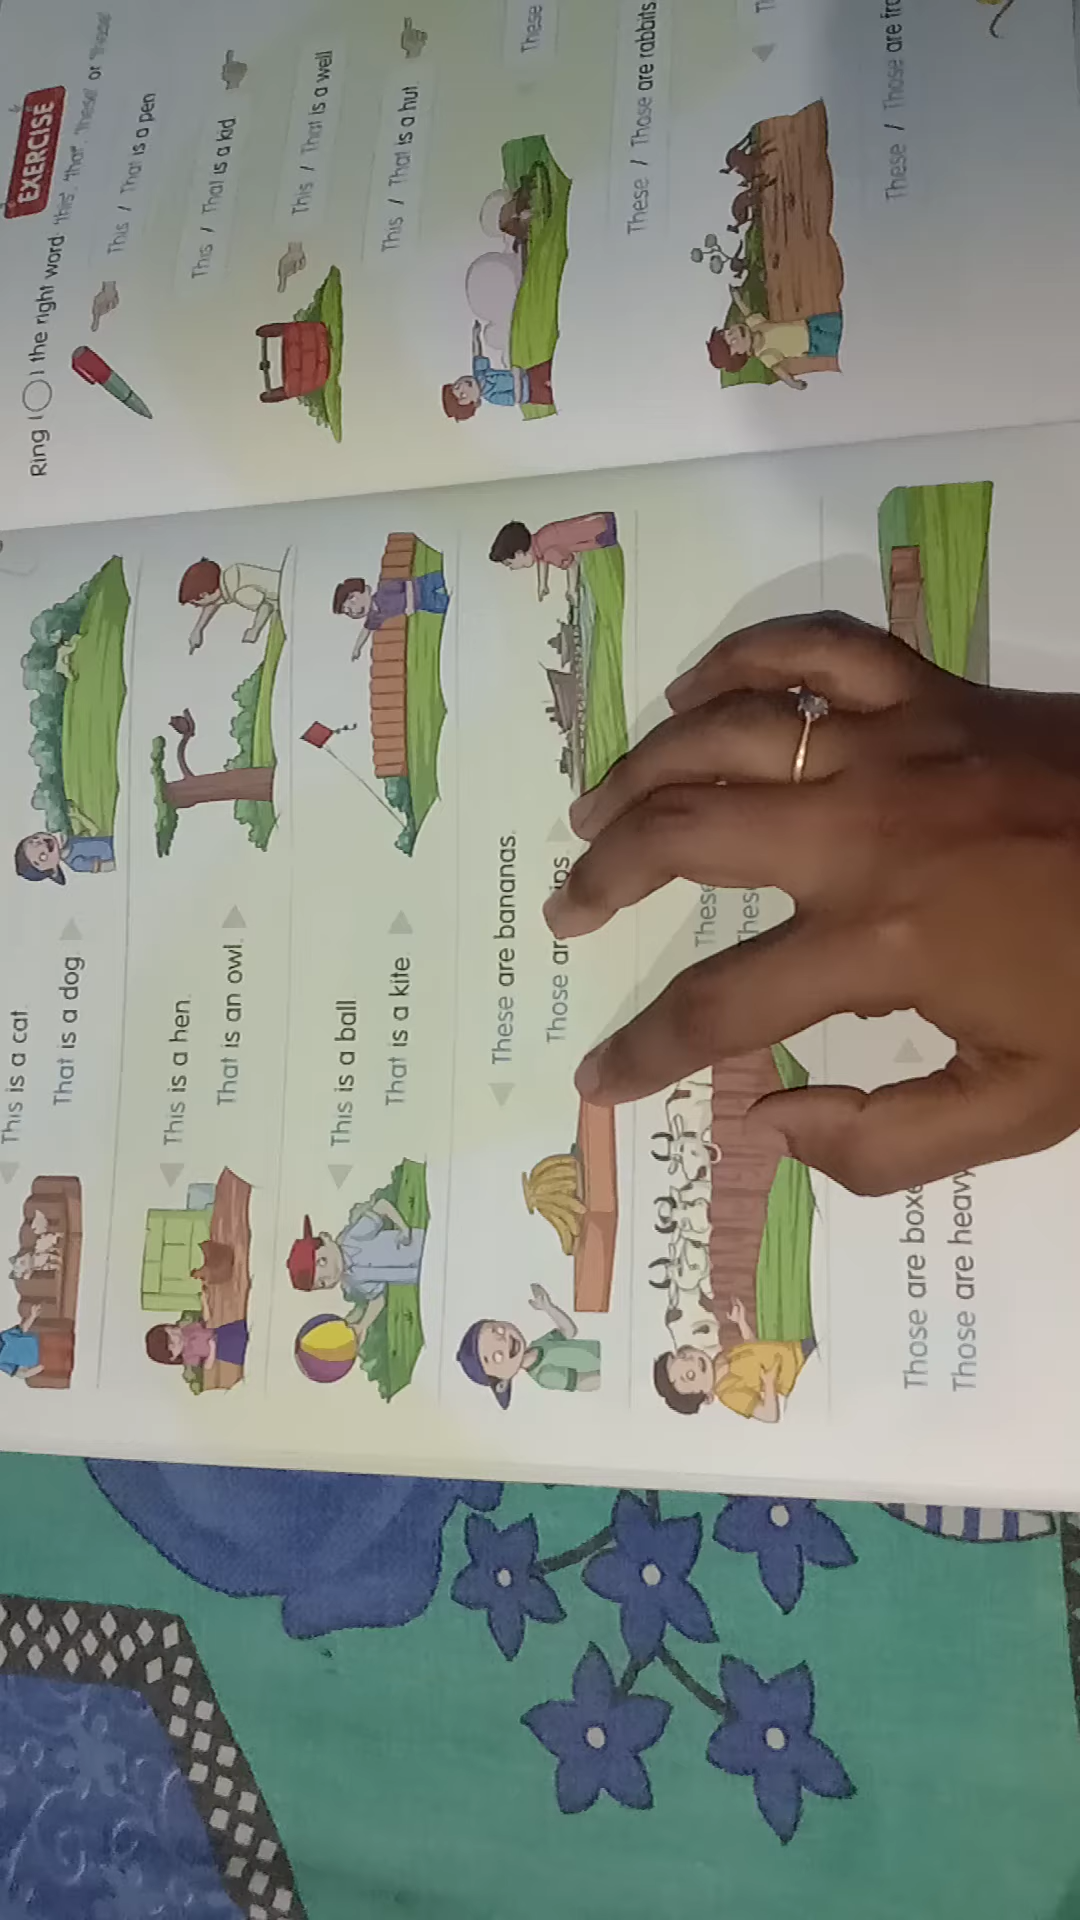 This is a cat.
That is a dog.
This is a hen.
That is an owl.
This is a ball
That is a kite
These are bananas.
Those
These
Those are
Those are heavy
EXERCISE
Ring ( ) the right word: 'this', 'that', 'these' or 'those'
This / That is a pen
This / That is a kid
This / That is a well
This / That is a hut
These
These / Those are rabbits
These / Those are